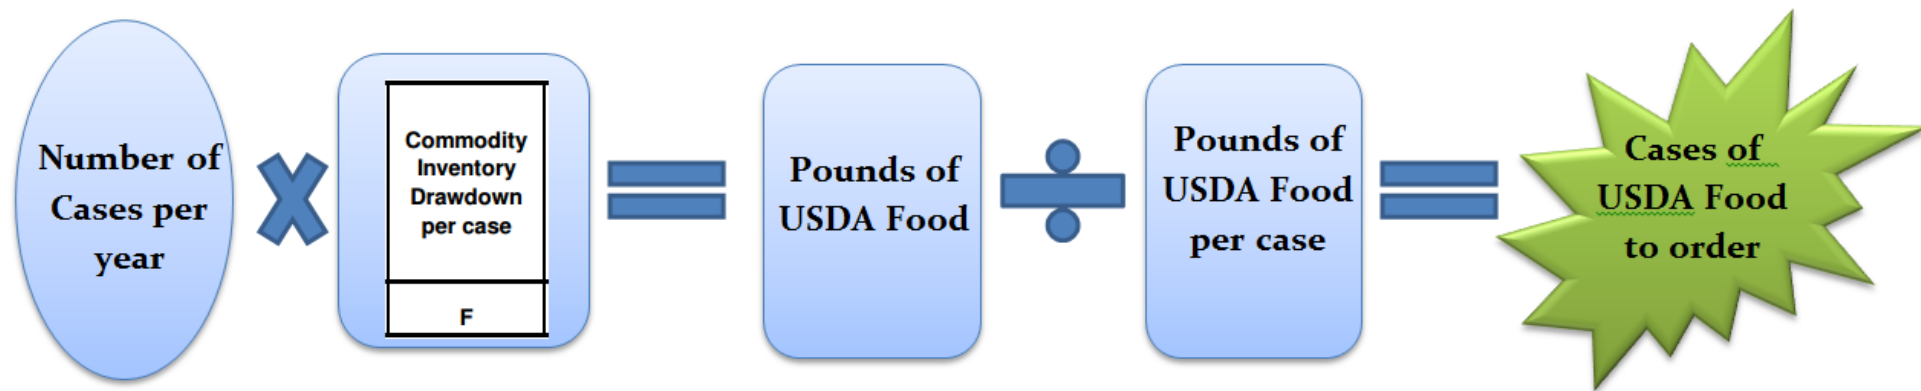 Number of
Cases per
year
Commodity
Inventory
Drawdown
per case
F
Pounds of
USDA Food
Pounds of
USDA Food
per case
Cases of
USDA Food
to order